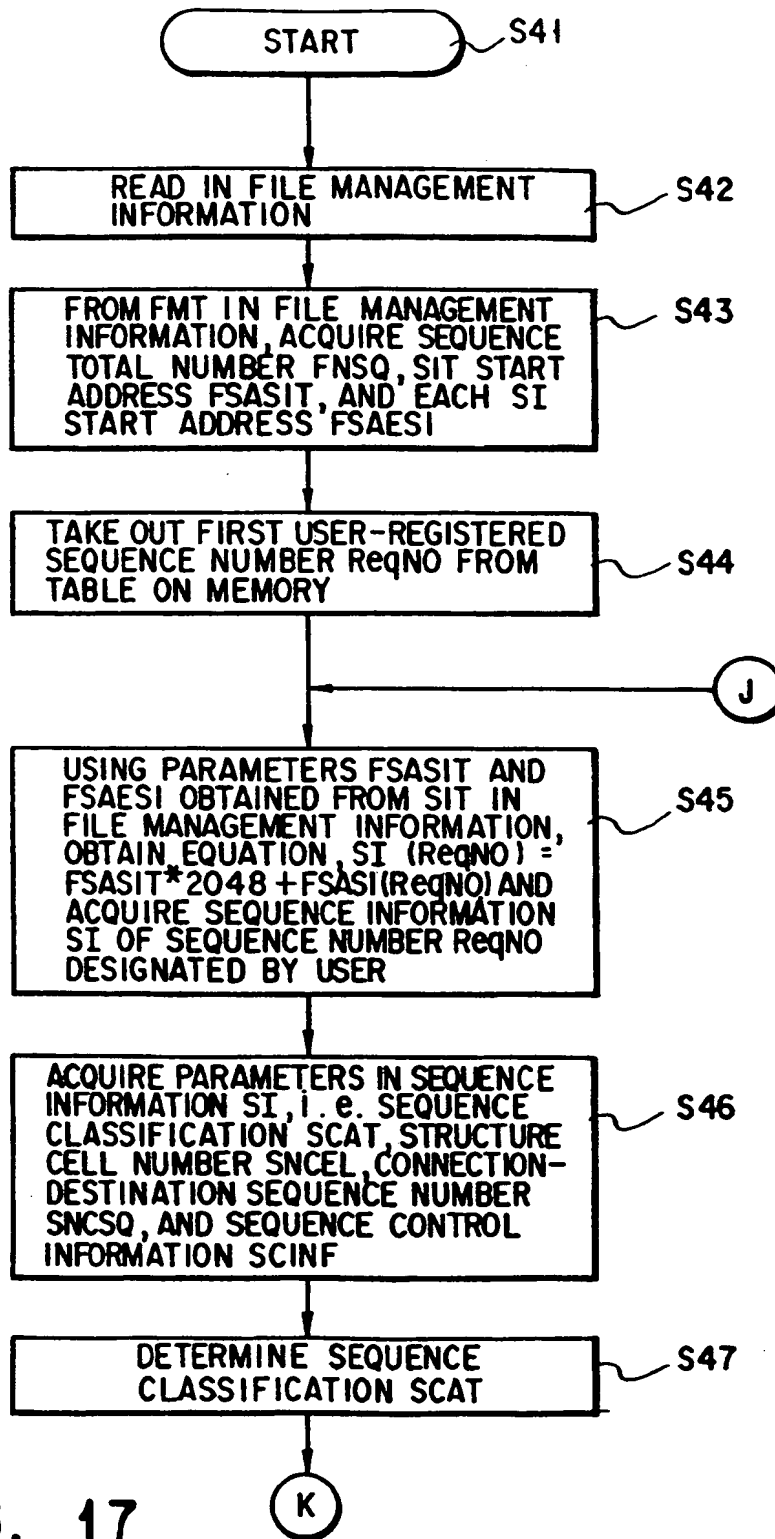 START
S41
READ IN FILE MANAGEMENT
INFORMATION
S42
FROM FMT IN FILE MANAGEMENT
INFORMATION, ACQUIRE SEQUENCE
TOTAL NUMBER FNSQ, SIT START
ADDRESS FSASIT, AND EACH SI
START ADDRESS FSAESI
S43
TAKE OUT FIRST USER-REGISTERED
SEQUENCE NUMBER ReqNO FROM
TABLE ON MEMORY
S44
J
USING PARAMETERS FSASIT AND
FSAESI OBTAINED FROM SIT IN
FILE MANAGEMENT INFORMATION,
OBTAIN EQUATION, SI (ReqNO) =
FSASIT*2048+FSASI(ReqNO) AND
ACQUIRE SEQUENCE INFORMATION
SI OF SEQUENCE NUMBER ReqNO
DESIGNATED BY USER
S45
ACQUIRE PARAMETERS IN SEQUENCE
INFORMATION SI, i.e. SEQUENCE
CLASSIFICATION SCAT, STRUCTURE
CELL NUMBER SNCEL, CONNECTION-
DESTINATION SEQUENCE NUMBER
SNCSQ, AND SEQUENCE CONTROL
INFORMATION SCINF
S46
DETERMINE SEQUENCE
CLASSIFICATION SCAT
S47
K
17